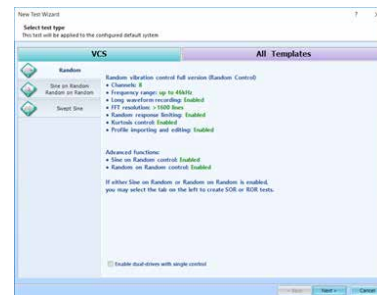 New Test Wizard
?
Select test type
This test will be applied to the configured default system.
VCS
All Templates
Random
Sine on Random
Random on Random
Swept Sine
Random vibration control full version (Random Control)
• Channels: 8
• Frequency range: up to 46kHz
• Long waveform recording: Enabled
• FFT resolution: >1600 lines
• Random response limiting: Enabled
• Kurtosis control: Enabled
• Profile importing and editing: Enabled
Advanced functions:
• Sine on Random control: Enabled
• Random on Random control: Enabled
If either Sine on Random or Random on Random is enabled,
you may select the tab on the left to create SOR or ROR tests.
Enable dual-drives with single control
Next >
Cancel